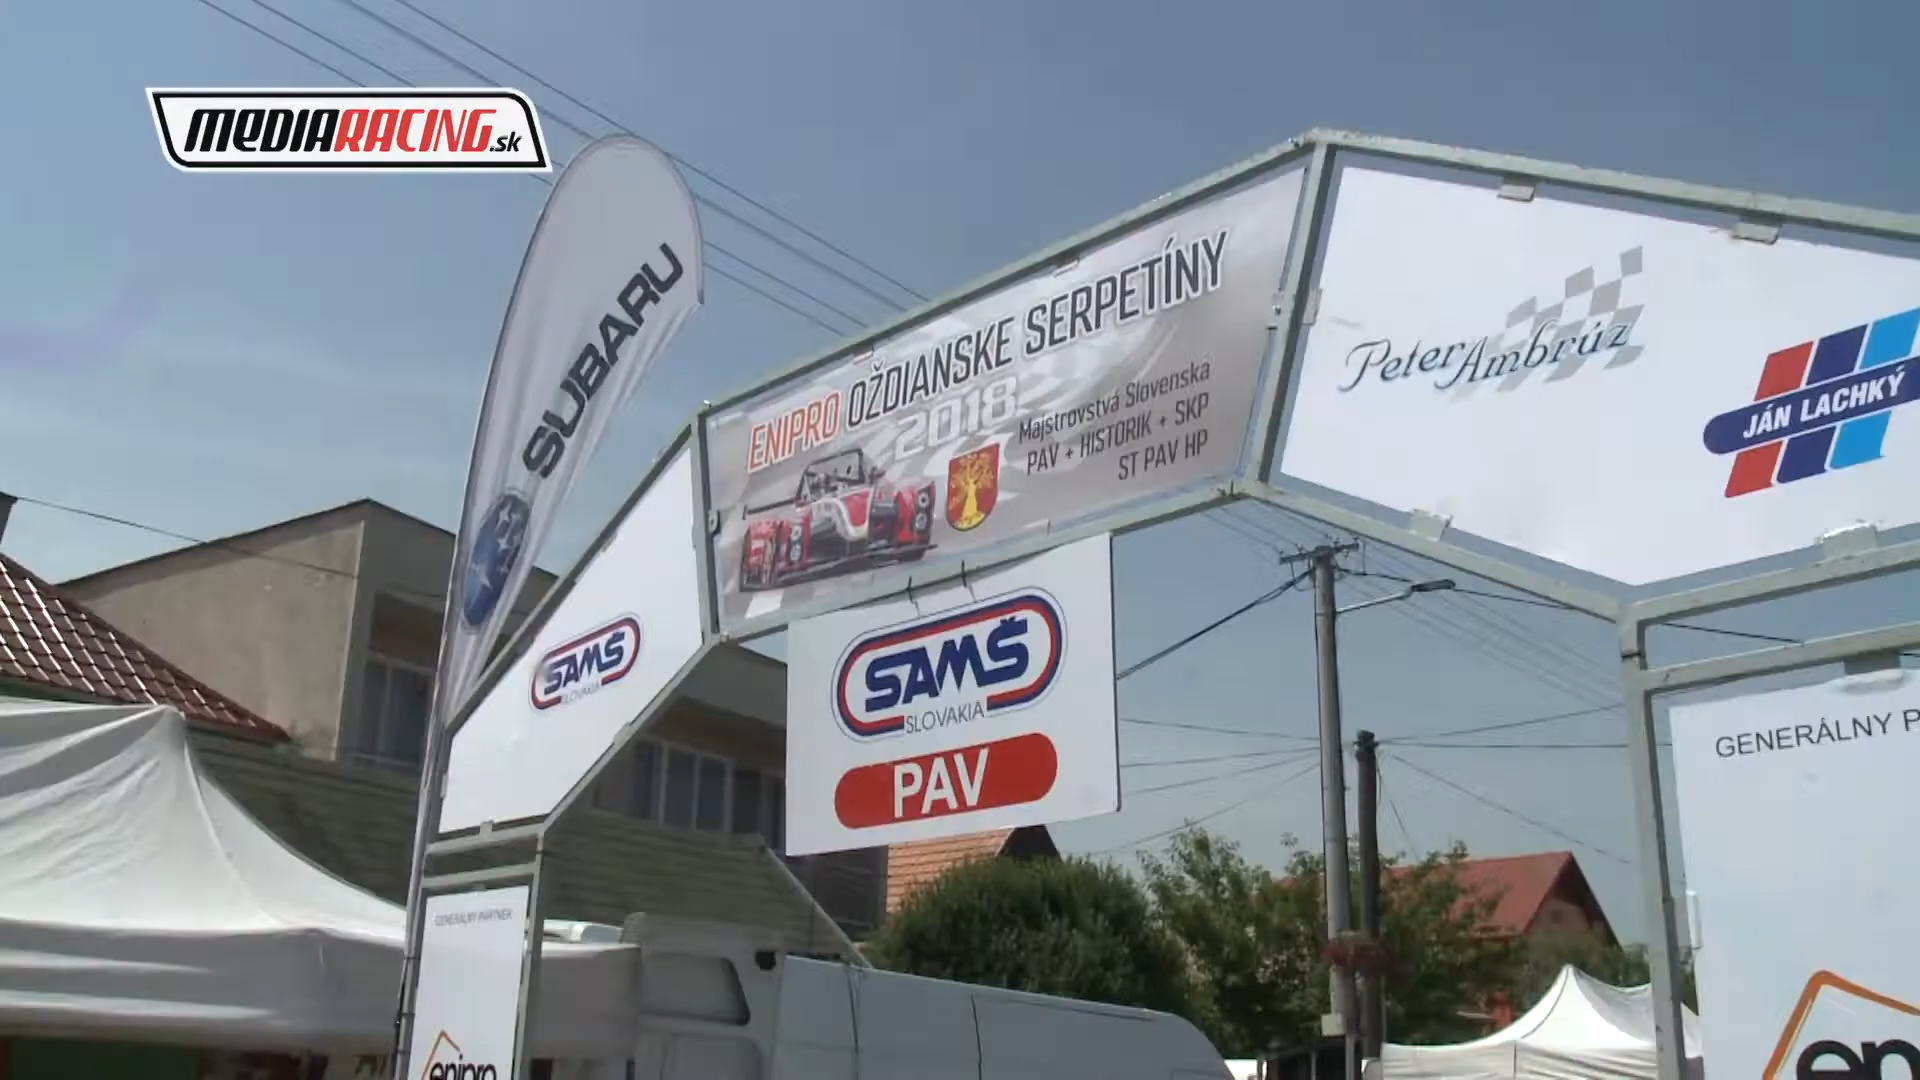 MEDIARACING.sk
SUBARU
ENIPRO OŽDIANSKE SERPETÍNY
2018
Majstrovstvá Slovenska
PAV + HISTORIK + SKP
ST PAV HP
Peter Ambrúz
JÁN LACHKÝ
SAMŠ
SLOVAKIA
SAMŠ
SLOVAKIA
PAV
GENERÁLNY P
GENERÁLNY PARTNER
enipro
en